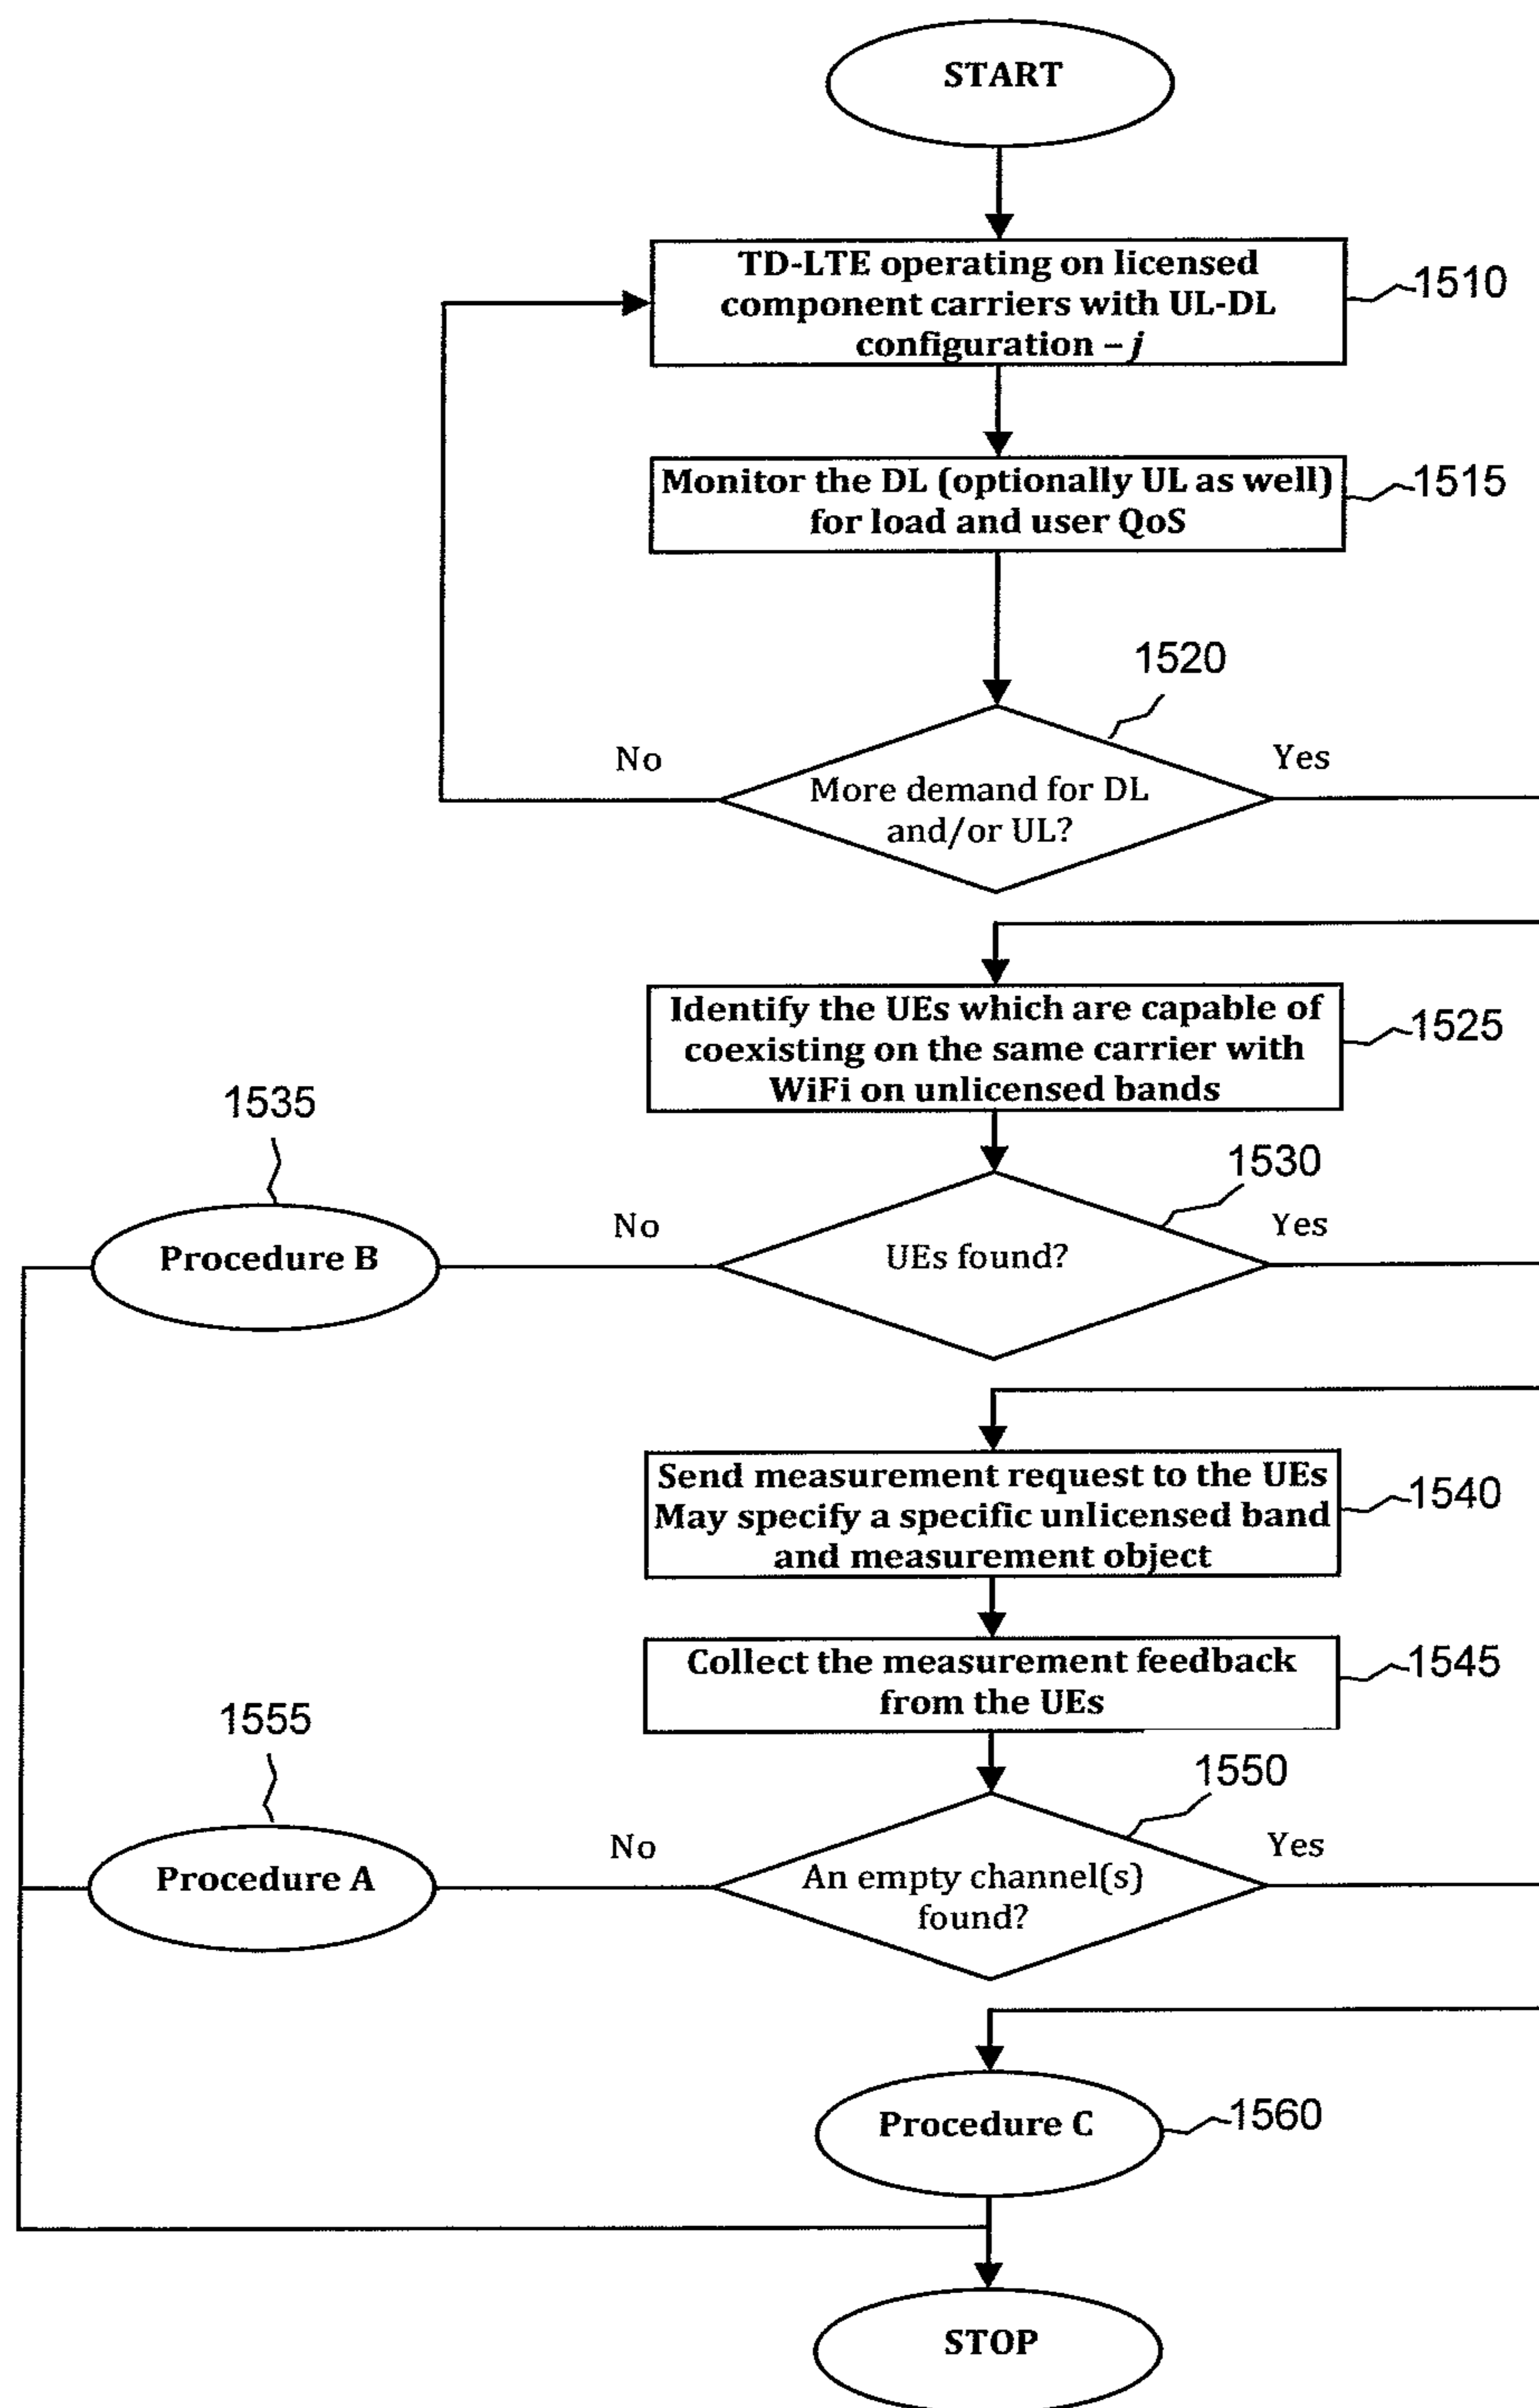 START
TD-LTE operating on licensed
component carriers with UL-DL
configuration – j
1510
Monitor the DL (optionally UL as well)
for load and user QoS
1515
1520
No
Yes
More demand for DL
and/or UL?
Identify the UEs which are capable of
coexisting on the same carrier with
WiFi on unlicensed bands
1525
1535
1530
Procedure B
No
Yes
UEs found?
Send measurement request to the UEs
May specify a specific unlicensed band
and measurement object
1540
Collect the measurement feedback
from the UEs
1545
1555
1550
Procedure A
No
Yes
An empty channel(s)
found?
Procedure C
1560
STOP